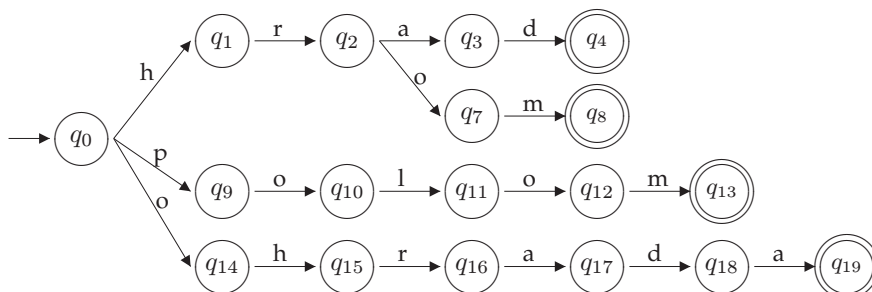 q1 r q2 a q3 d q4
h o
q7 m q8
q0
p
q9 o q10 l q11 o q12 m q13
o
q14 h q15 r q16 a q17 d q18 a q19